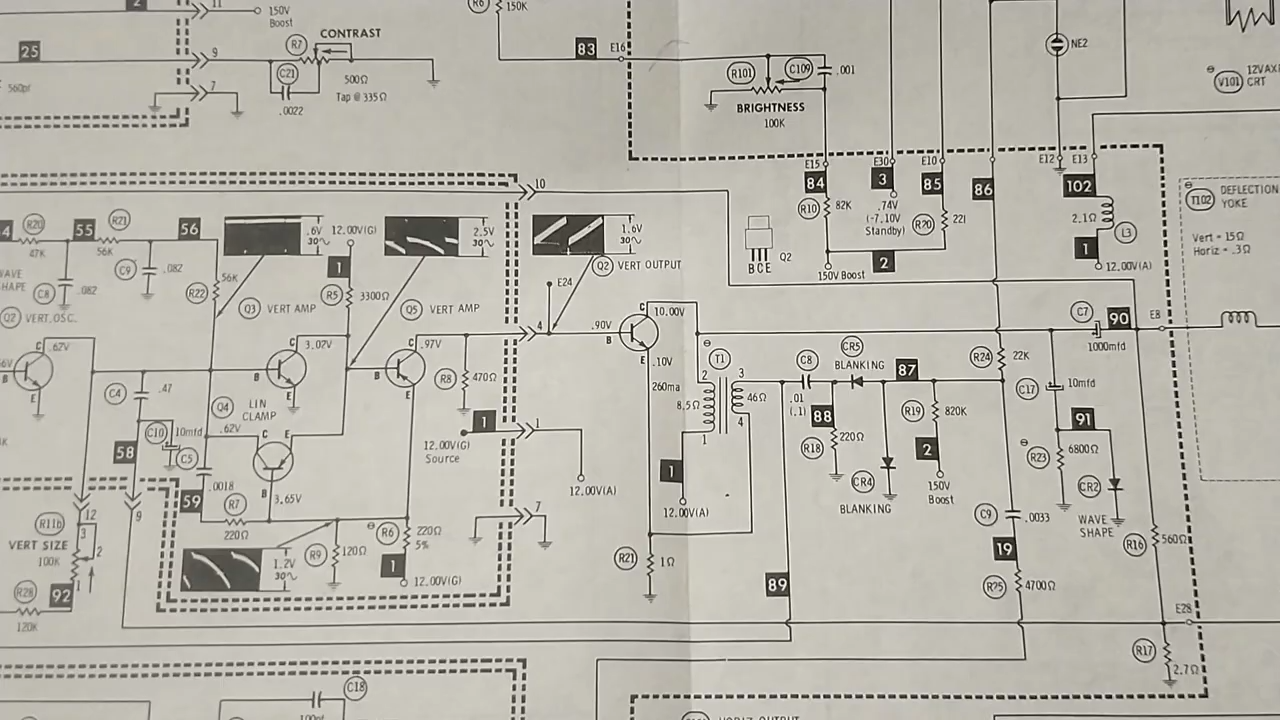 11
150V
Boost
R6
150K
2
CONTRAST
R7
25
9
83
E16
NE2
C21
500Ω
Tap @ 335Ω
.0022
7
560pf
R101
C109
.001
BRIGHTNESS
100K
12VAX
V101
CRT
E15
E30
E10
E12
E13
84
3
85
86
102
10
R10
82K
.74V
(-7.10V
Standby)
R20
22Ω
2.1Ω
L3
150V Boost
2
1
12.00V(A)
T102
DEFLECTION
YOKE
Vert = 15Ω
Horiz = .3Ω
4
R20
47K
55
R21
56K
56
.6V
30∿
12.00V(G)
2.5V
30∿
1.6V
30∿
B C E
Q2
WAVE
SHAPE
C8
.082
C9
.082
R22
56K
1
R5
3300Ω
Q2
VERT OUTPUT
E24
Q2
VERT. OSC.
Q3
VERT AMP
Q5
VERT AMP
C
10.00V
C7
90
E8
1000mfd
.62V
3.02V
.97V
4
.90V
B
E
.10V
260ma
C
B
E
C4
.47
R8
470Ω
T1
2
3
8.5Ω
46Ω
1
4
C8
.01
(.1)
CR5
BLANKING
87
R24
22K
C17
10mfd
Q4
LIN
CLAMP
.62V
C
E
C10
10mfd
C5
58
88
R18
220Ω
R19
820K
91
R23
6800Ω
CR2
WAVE
SHAPE
12.00V(G)
Source
1
1
12.00V(A)
1
12.00V(A)
2
150V
Boost
CR4
BLANKING
B
3.65V
.0018
59
R7
220Ω
R6
220Ω
5%
R9
120Ω
1.2V
30∿
1
12.00V(G)
7
12
9
R11b
VERT SIZE
100K
3
2
1
92
R28
120K
R21
1Ω
89
C9
.0033
19
R25
4700Ω
R16
560Ω
E28
R17
2.7Ω
C18
100pf
HORIZ OUTPUT